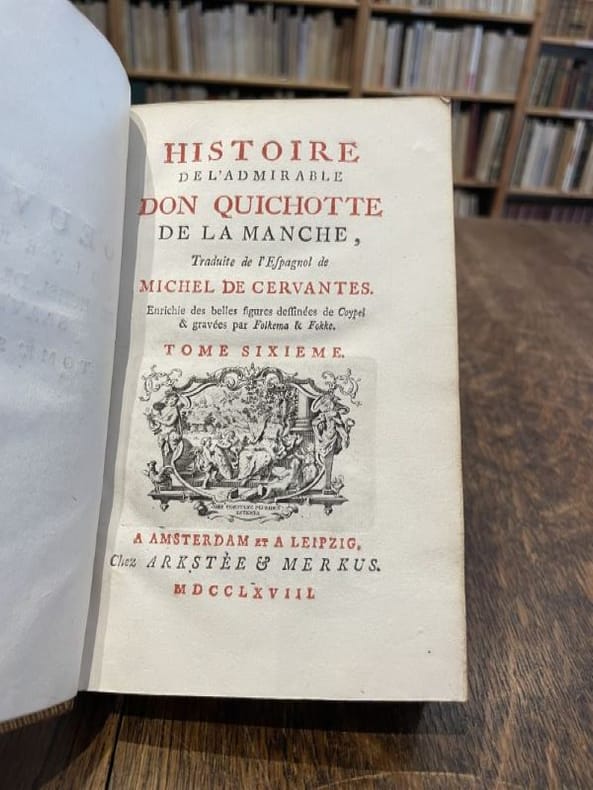 HISTOIRE
DE L'ADMIRABLE
DON QUICHOTTE
DE LA MANCHE,
Traduite de l'Eſpagnol de
MICHEL DE CERVANTES.
Enrichie des belles figures deſſinées de Coypel
& gravées par Folkema & Fokke.
TOME SIXIEME.
A AMSTERDAM ET A LEIPZIG,
Chez ARKSTÈE & MERKUS.
MDCCLXVIII.